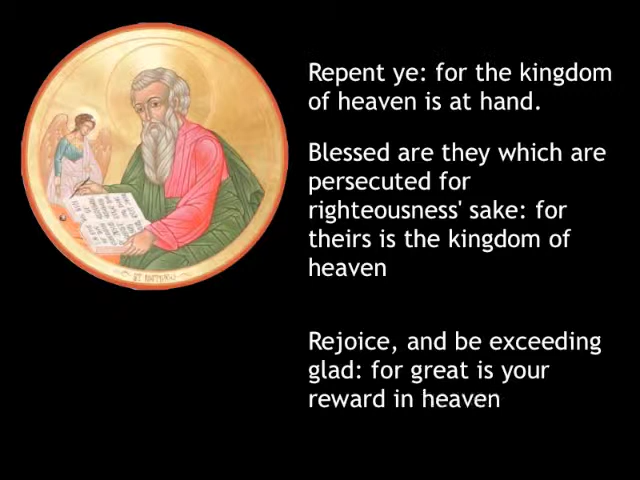 Repent ye: for the kingdom
of heaven is at hand.
Blessed are they which are
persecuted for
righteousness' sake: for
theirs is the kingdom of
heaven
Rejoice, and be exceeding
glad: for great is your
reward in heaven